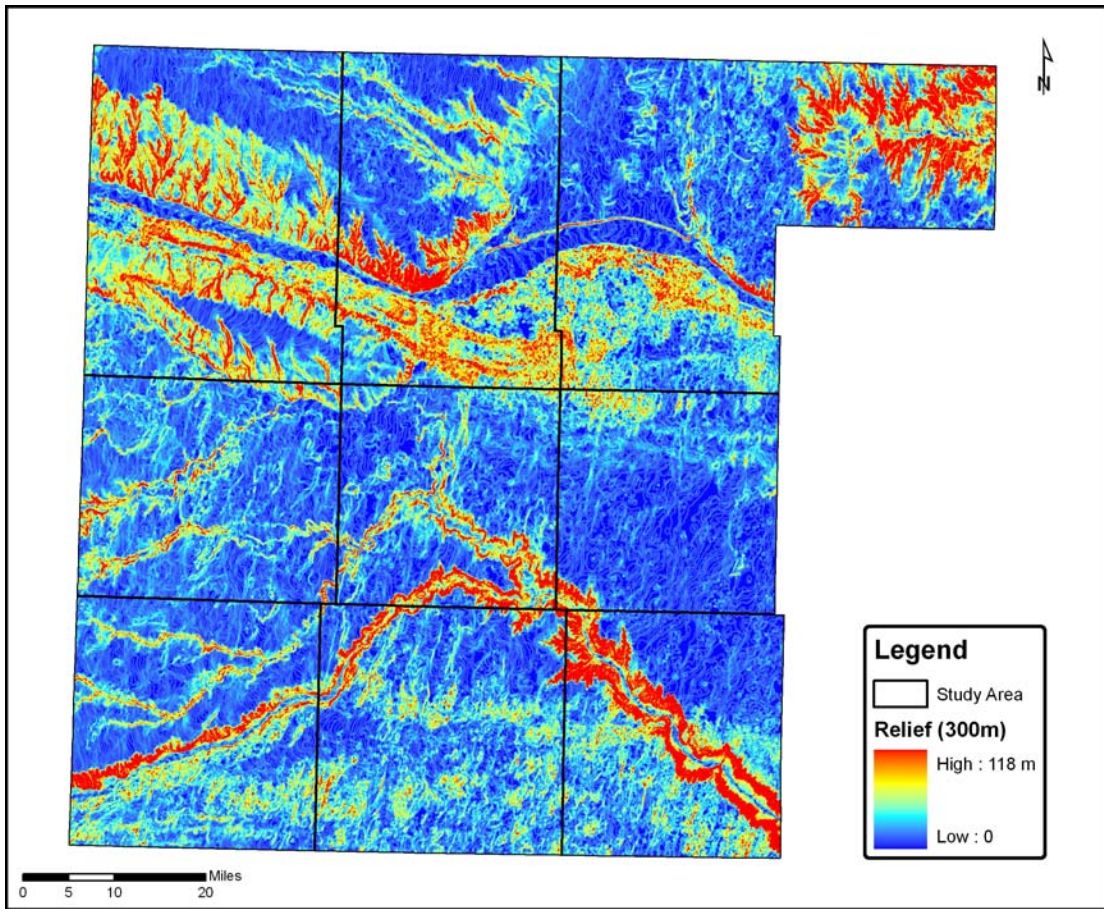 N
Legend
Study Area
Relief (300m)
High : 118 m
Low : 0
Miles
0 5 10 20